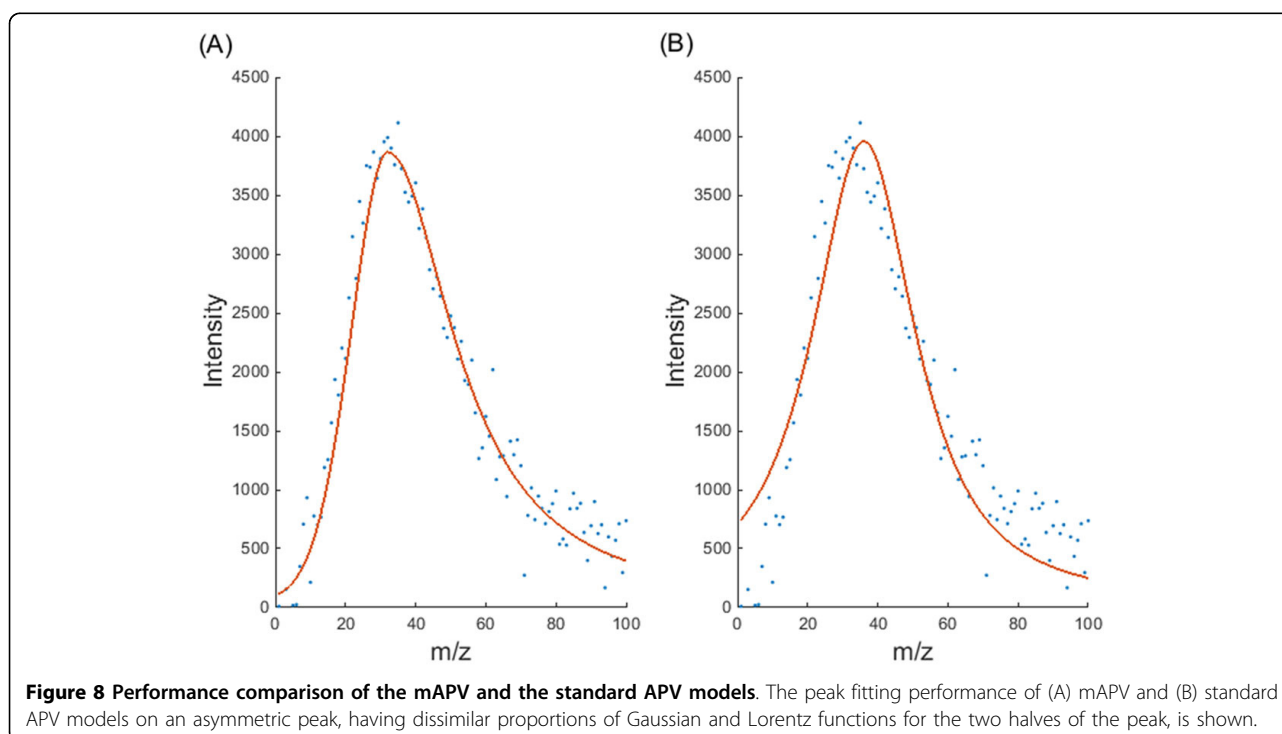 (A)
(B)
4500
4000
3500
3000
2500
2000
1500
1000
500
0
Intensity
0 20 40 60 80 100
m/z
4500
4000
3500
3000
2500
2000
1500
1000
500
0
Intensity
0 20 40 60 80 100
m/z
Figure 8 Performance comparison of the mAPV and the standard APV models. The peak fitting performance of (A) mAPV and (B) standard
APV models on an asymmetric peak, having dissimilar proportions of Gaussian and Lorentz functions for the two halves of the peak, is shown.